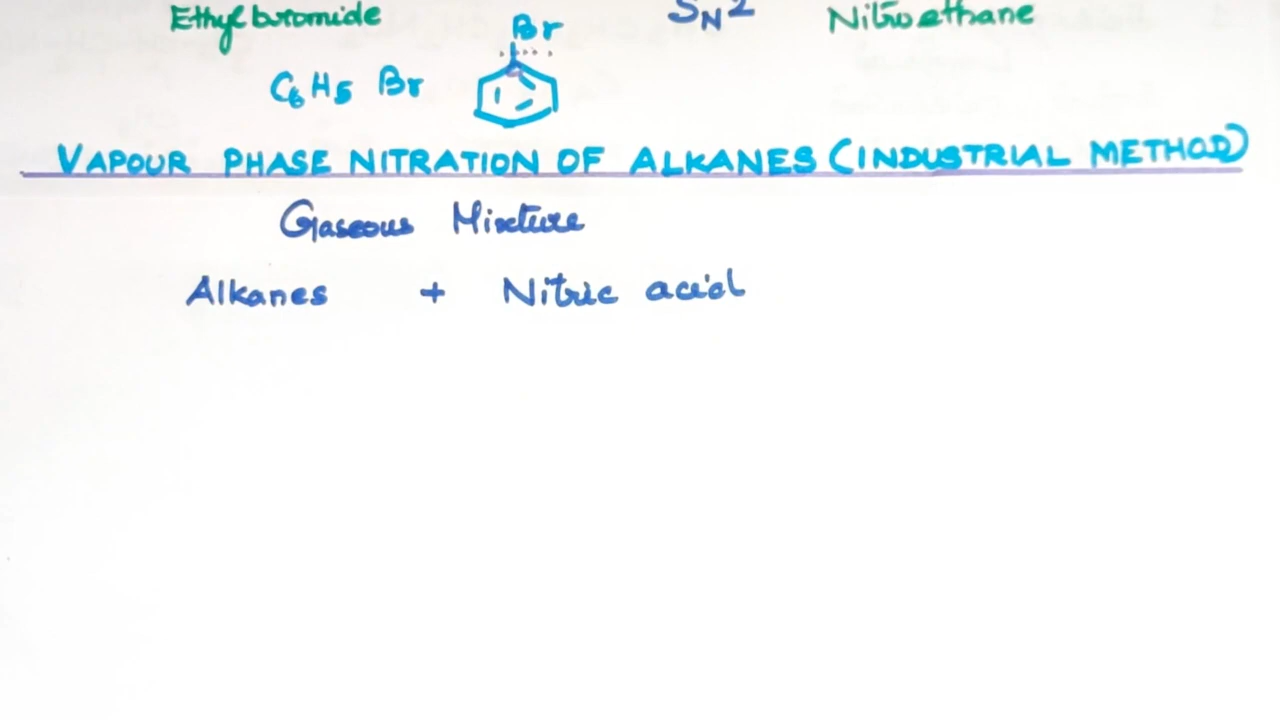 Ethyl bromide SN2 Nitroethane
Br
C6H5 Br
VAPOUR PHASE NITRATION OF ALKANES (INDUSTRIAL METHOD)
Gaseous Mixture
Alkanes + Nitric acid